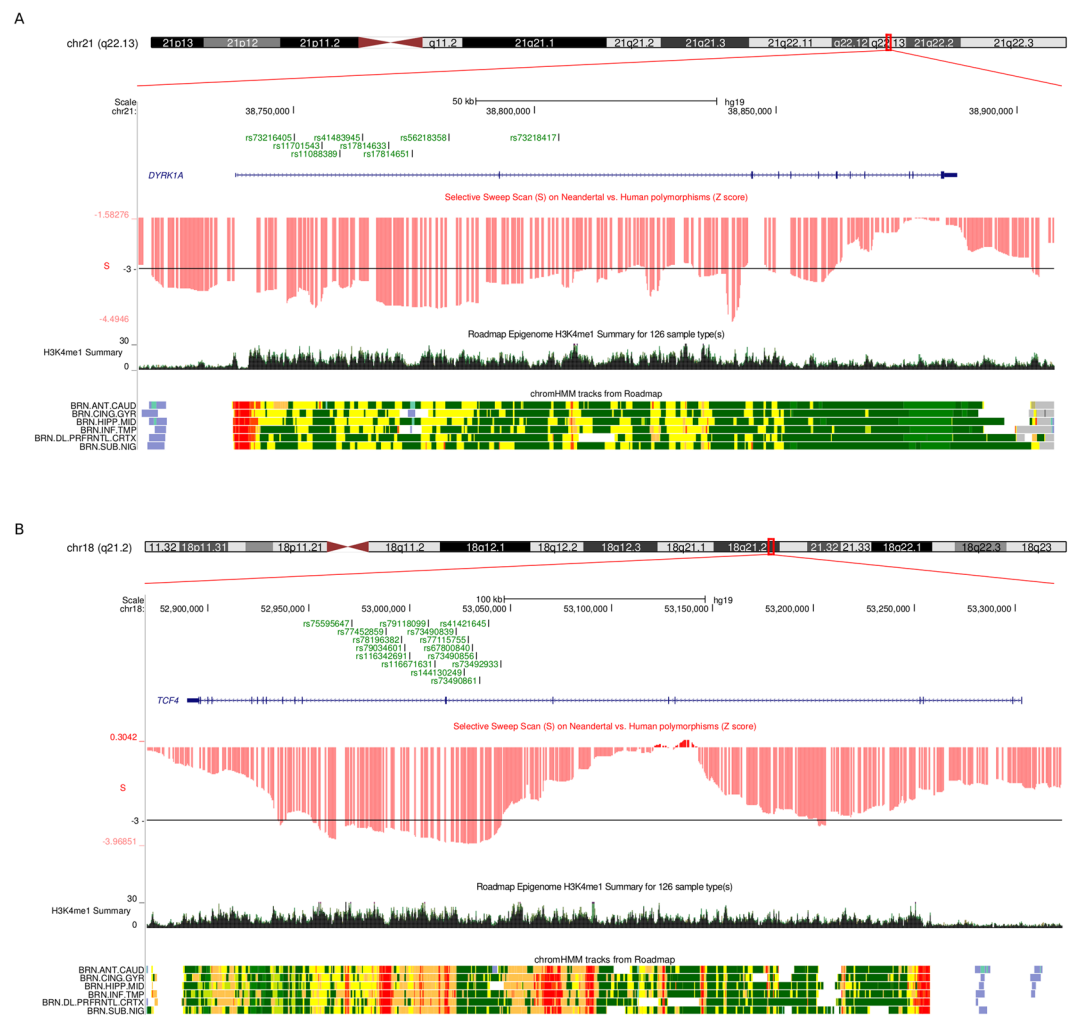 A
chr21 (q22.13) 21p13 21p12 21p11.2 q11.2 21q21.1 21q21.2 21q21.3 21q22.11 q22.12 q22.13 21q22.2 21q22.3
Scale 50 kb hg19
chr21: 38,750,000 38,800,000 38,850,000 38,900,000
rs73216405 rs41483945 rs56218358 rs73218417
rs11701543 rs17814633
rs11088389 rs17814651
DYRK1A
Selective Sweep Scan (S) on Neandertal vs. Human polymorphisms (Z score)
-1.58276
S
-3
-4.4946
Roadmap Epigenome H3K4me1 Summary for 126 sample type(s)
30
H3K4me1 Summary
0
chromHMM tracks from Roadmap
BRN.ANT.CAUD
BRN.CING.GYR
BRN.HIPP.MID
BRN.INF.TMP
BRN.DL.PRFRNTL.CRTX
BRN.SUB.NIG
B
chr18 (q21.2) 11.32 18p11.31 18p11.21 18q11.2 18q12.1 18q12.2 18q12.3 18q21.1 18q21.2 21.32 21.33 18q22.1 18q22.3 18q23
Scale 100 kb hg19
chr18: 52,900,000 52,950,000 53,000,000 53,050,000 53,100,000 53,150,000 53,200,000 53,250,000 53,300,000
rs75595647 rs79118099 rs41421645
rs77452859 rs73490839
rs78196382 rs77115755
rs79034601 rs67800840
rs116342691 rs73490856
rs116671631 rs73492933
rs144130249
rs73490861
TCF4
Selective Sweep Scan (S) on Neandertal vs. Human polymorphisms (Z score)
0.3042
S
-3
-3.96851
Roadmap Epigenome H3K4me1 Summary for 126 sample type(s)
30
H3K4me1 Summary
0
chromHMM tracks from Roadmap
BRN.ANT.CAUD
BRN.CING.GYR
BRN.HIPP.MID
BRN.INF.TMP
BRN.DL.PRFRNTL.CRTX
BRN.SUB.NIG